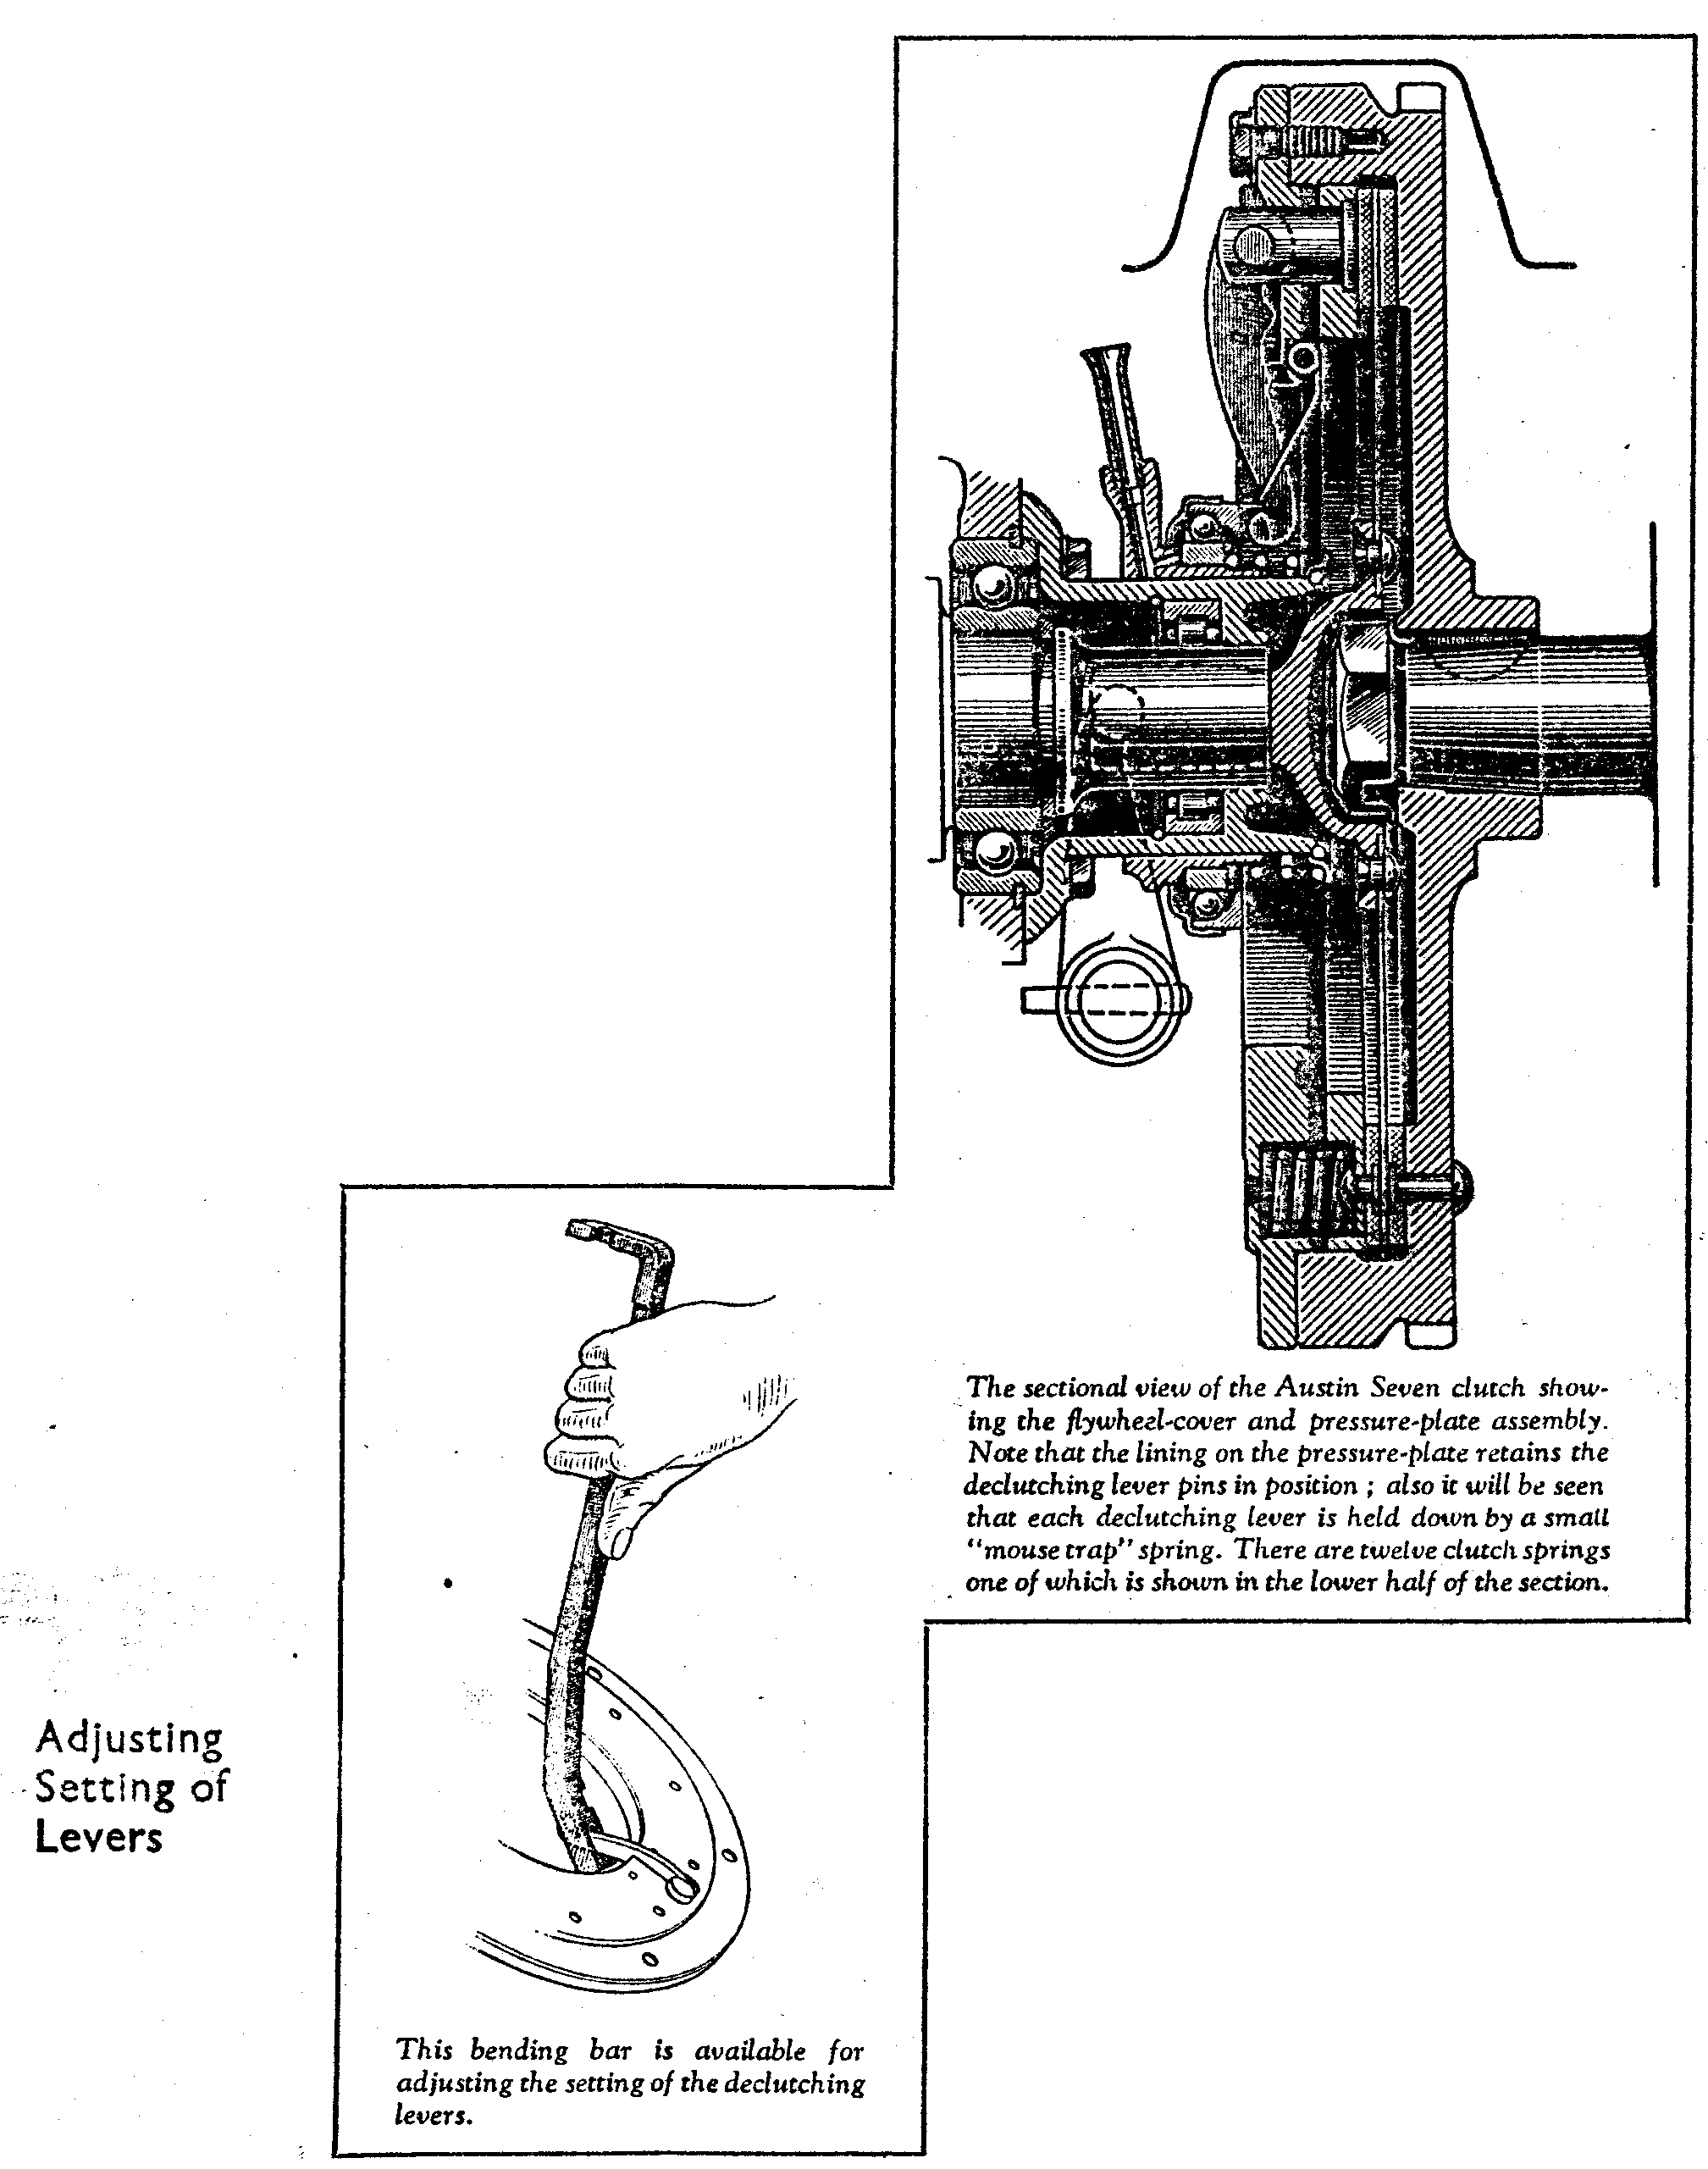 The sectional view of the Austin Seven clutch show-
ing the flywheel-cover and pressure-plate assembly.
Note that the lining on the pressure-plate retains the
declutching lever pins in position ; also it will be seen
that each declutching lever is held down by a small
“mouse trap” spring. There are twelve clutch springs
one of which is shown in the lower half of the section.
Adjusting
Setting of
Levers
This bending bar is available for
adjusting the setting of the declutching
levers.